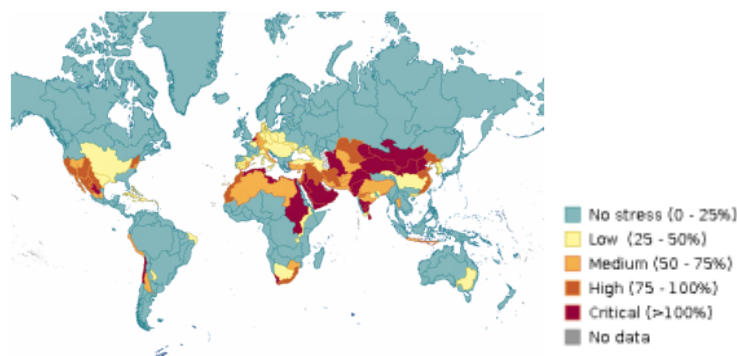 No stress (0 - 25%)
Low (25 - 50%)
Medium (50 - 75%)
High (75 - 100%)
Critical (>100%)
No data